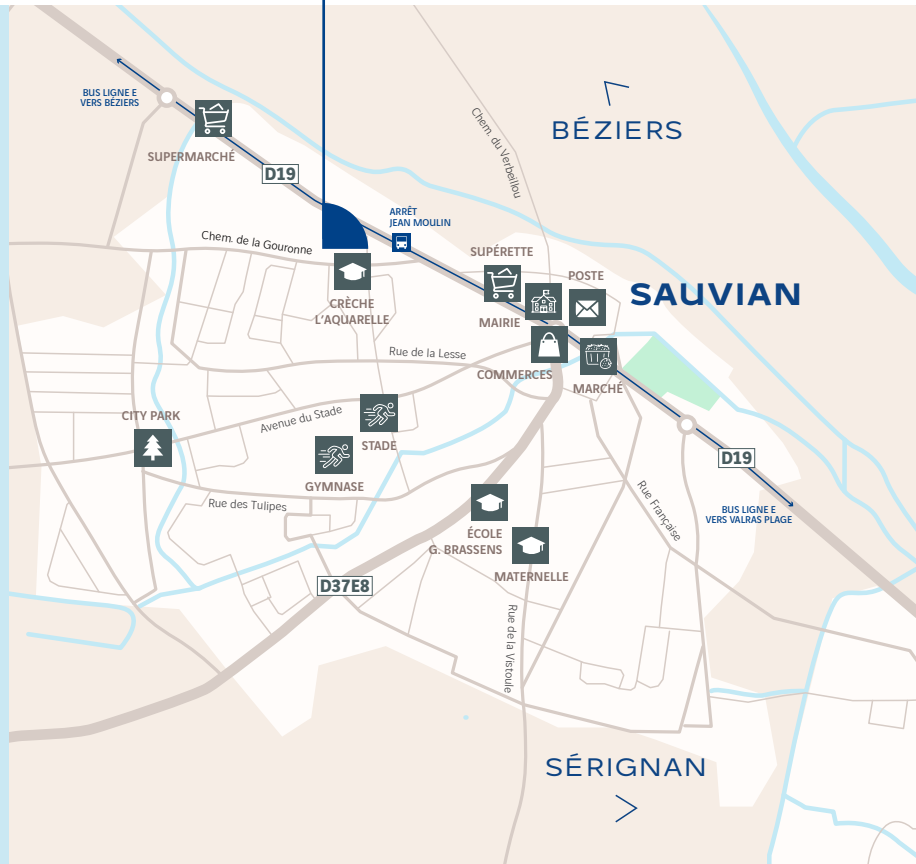 BUS LIGNE E
VERS BÉZIERS
SUPERMARCHÉ
D19
Chem. du Verbeillou
BÉZIERS
ARRÊT
JEAN MOULIN
Chem. de la Gouronne
CRÈCHE
L'AQUARELLE
SUPÉRETTE
POSTE
MAIRIE
SAUVIAN
COMMERCES
MARCHÉ
Rue de la Lesse
CITY PARK
Avenue du Stade
STADE
GYMNASE
Rue des Tulipes
D19
BUS LIGNE E
VERS VALRAS PLAGE
Rue Française
ÉCOLE
G. BRASSENS
MATERNELLE
D37E8
Rue de la Vistoule
SÉRIGNAN